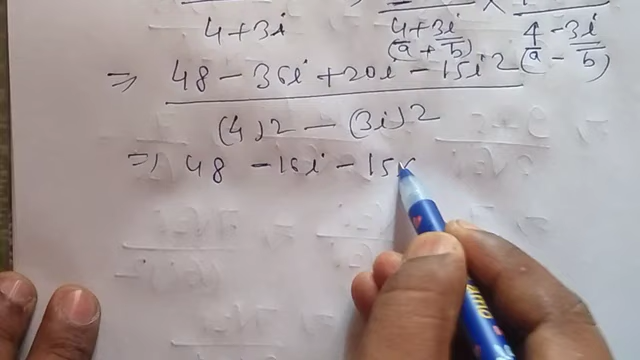 4 + 3i 4 + 3i × 4 - 3i
a + b a - b
⇒ 48 - 36i + 20i - 15i2
(4)2 - (3i)2
⇒ 48 - 16i - 15